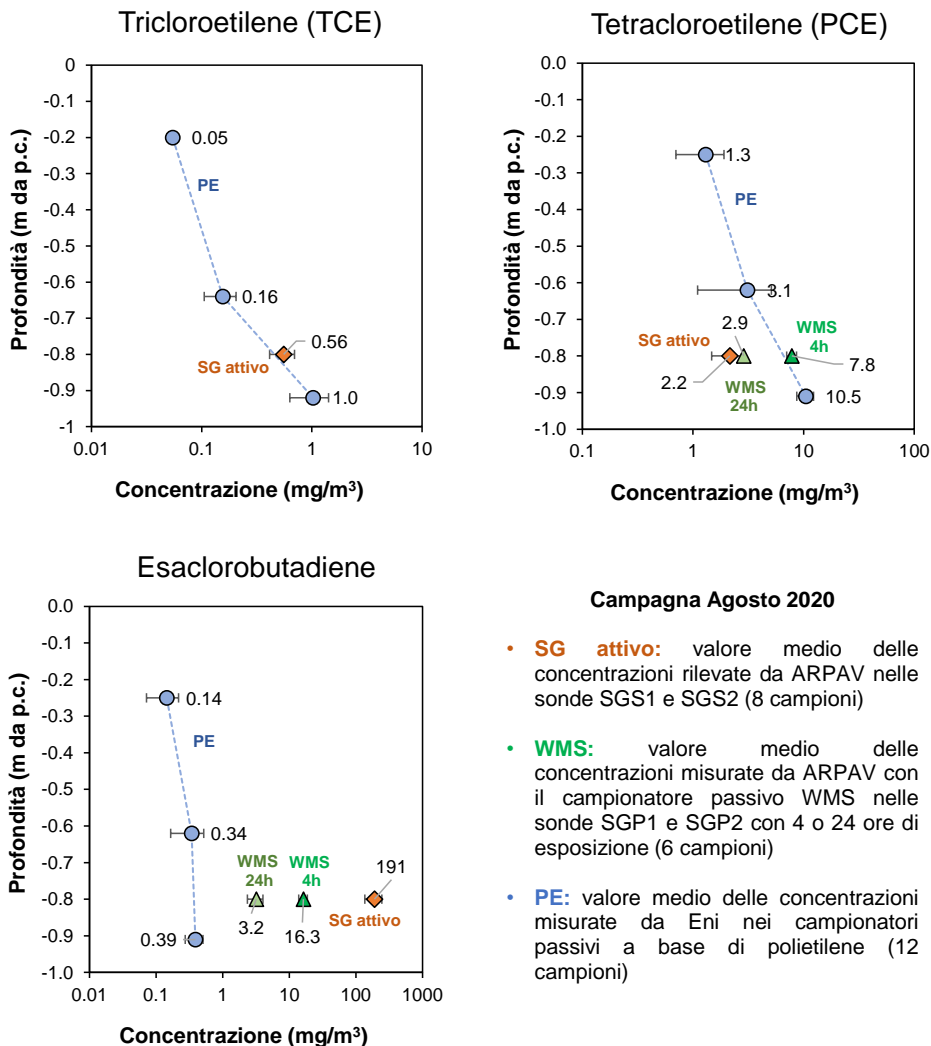 Tricloroetilene (TCE)
0
-0.1
-0.2
-0.3
-0.4
-0.5
-0.6
-0.7
-0.8
-0.9
-1
Profondità (m da p.c.)
0.05
PE
0.16
0.56
SG attivo
1.0
0.01
0.1
1
10
Concentrazione (mg/m³)
Tetracloroetilene (PCE)
0.0
-0.1
-0.2
-0.3
-0.4
-0.5
-0.6
-0.7
-0.8
-0.9
-1.0
Profondità (m da p.c.)
1.3
PE
3.1
2.9
WMS
4h
SG attivo
7.8
2.2
WMS
24h
10.5
1
10
100
Concentrazione (mg/m³)
Esaclorobutadiene
0.0
-0.1
-0.2
-0.3
-0.4
-0.5
-0.6
-0.7
-0.8
-0.9
-1.0
Profondità (m da p.c.)
0.14
PE
0.34
WMS
24h
WMS
4h
191
3.2
16.3
SG attivo
0.39
0.01
0.1
1
10
100
1000
Concentrazione (mg/m³)
Campagna Agosto 2020
• SG attivo: valore medio delle
concentrazioni rilevate da ARPAV nelle
sonde SGS1 e SGS2 (8 campioni)
• WMS: valore medio delle
concentrazioni misurate da ARPAV con
il campionatore passivo WMS nelle
sonde SGP1 e SGP2 con 4 o 24 ore di
esposizione (6 campioni)
• PE: valore medio delle concentrazioni
misurate da Eni nei campionatori
passivi a base di polietilene (12
campioni)